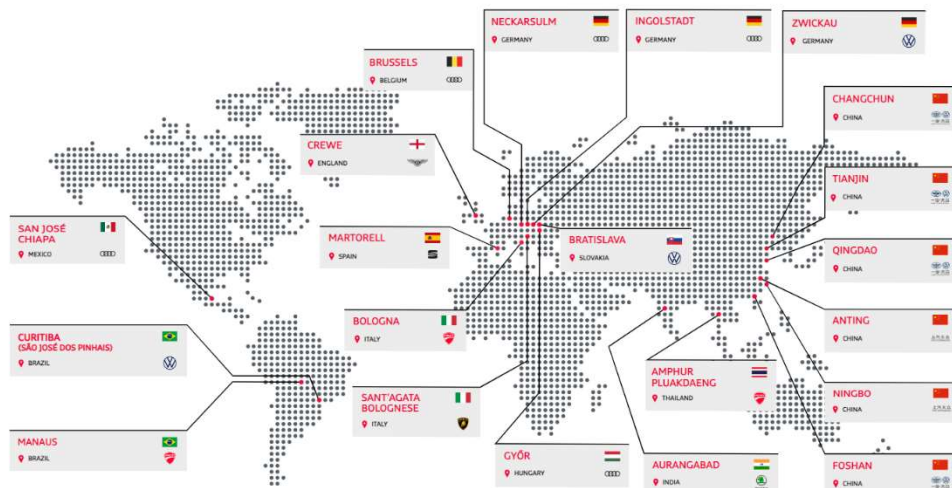 NECKARSULM
GERMANY
INGOLSTADT
GERMANY
ZWICKAU
GERMANY
BRUSSELS
BELGIUM
CHANGCHUN
CHINA
CREWE
ENGLAND
TIANJIN
CHINA
SAN JOSÉ
CHIAPA
MEXICO
MARTORELL
SPAIN
BRATISLAVA
SLOVAKIA
QINGDAO
CHINA
BOLOGNA
ITALY
ANTING
CHINA
CURITIBA
(SÃO JOSÉ DOS PINHAIS)
BRAZIL
AMPHUR
PLUAKDAENG
THAILAND
SANT'AGATA
BOLOGNESE
ITALY
NINGBO
CHINA
MANAUS
BRAZIL
GYŐR
HUNGARY
AURANGABAD
INDIA
FOSHAN
CHINA